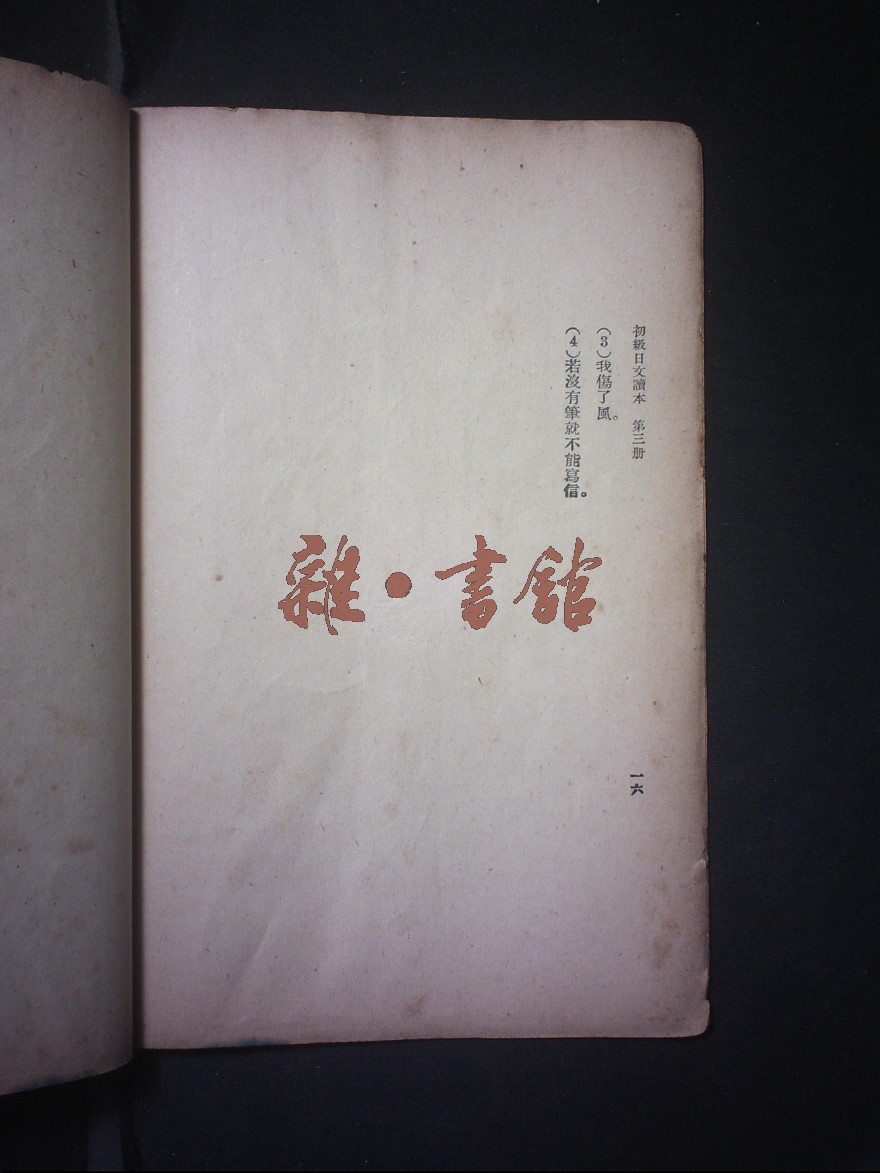 初級日文讀本　第三册
（3）我傷了風。
（4）若沒有筆就不能寫信。
雜・書館
一六